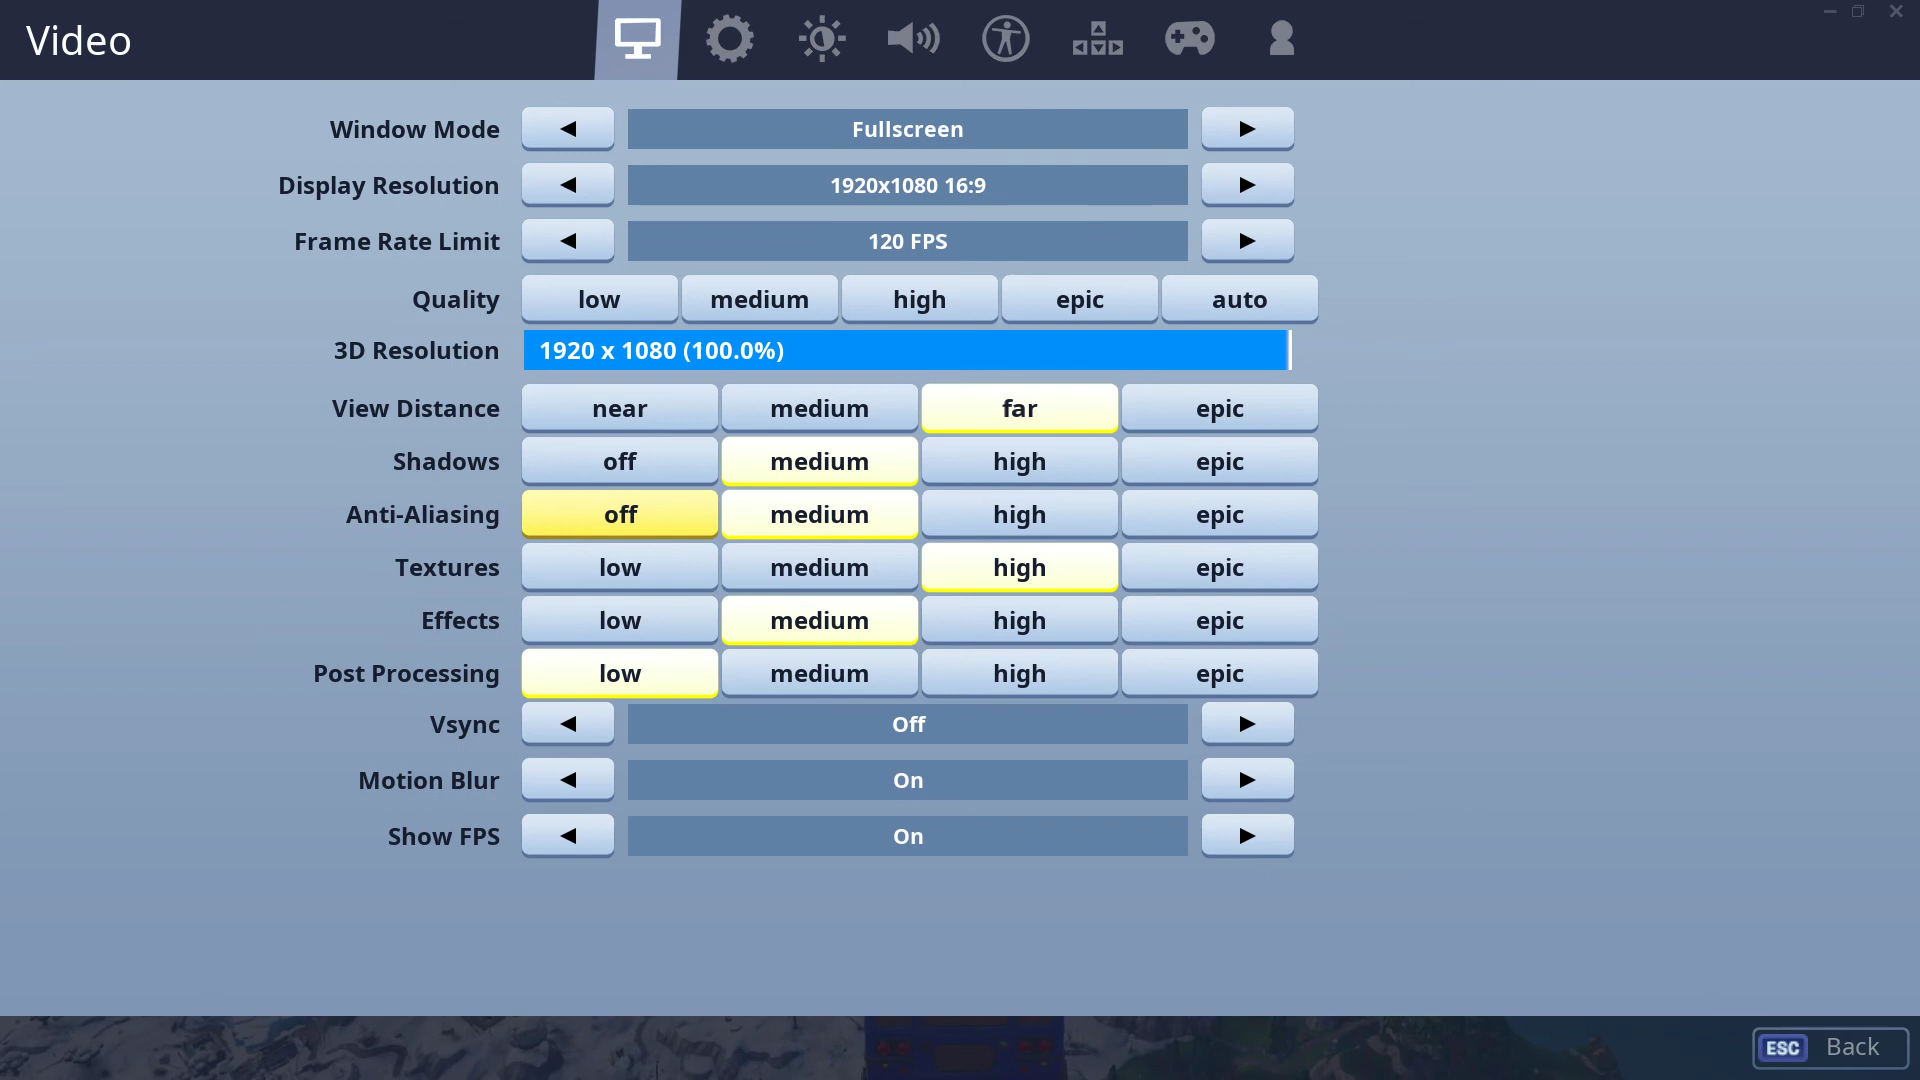 Video
Window Mode Fullscreen
Display Resolution 1920x1080 16:9
Frame Rate Limit 120 FPS
Quality low medium high epic auto
3D Resolution 1920 x 1080 (100.0%)
View Distance near medium far epic
Shadows off medium high epic
Anti-Aliasing off medium high epic
Textures low medium high epic
Effects low medium high epic
Post Processing low medium high epic
Vsync Off
Motion Blur On
Show FPS On
ESC Back